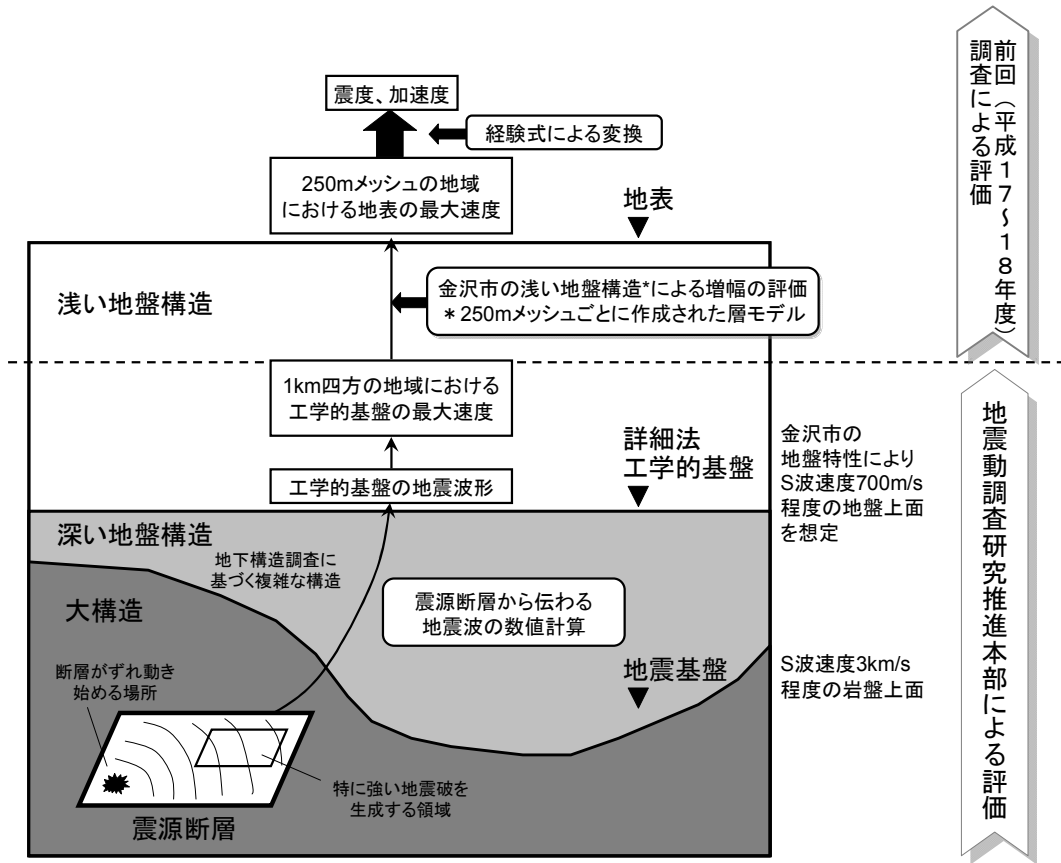 震度、加速度
経験式による変換
250mメッシュの地域
における地表の最大速度
地表
浅い地盤構造
金沢市の浅い地盤構造*による増幅の評価
*250mメッシュごとに作成された層モデル
1km四方の地域における
工学的基盤の最大速度
詳細法
工学的基盤
工学的基盤の地震波形
金沢市の
地盤特性により
S波速度700m/s
程度の地盤上面
を想定
深い地盤構造
地下構造調査に
基づく複雑な構造
大構造
震源断層から伝わる
地震波の数値計算
地震基盤
S波速度3km/s
程度の岩盤上面
断層がずれ動き
始める場所
特に強い地震破を
生成する領域
震源断層
前回（平成１７～１８年度）
調査による評価
地震動調査研究推進本部による評価